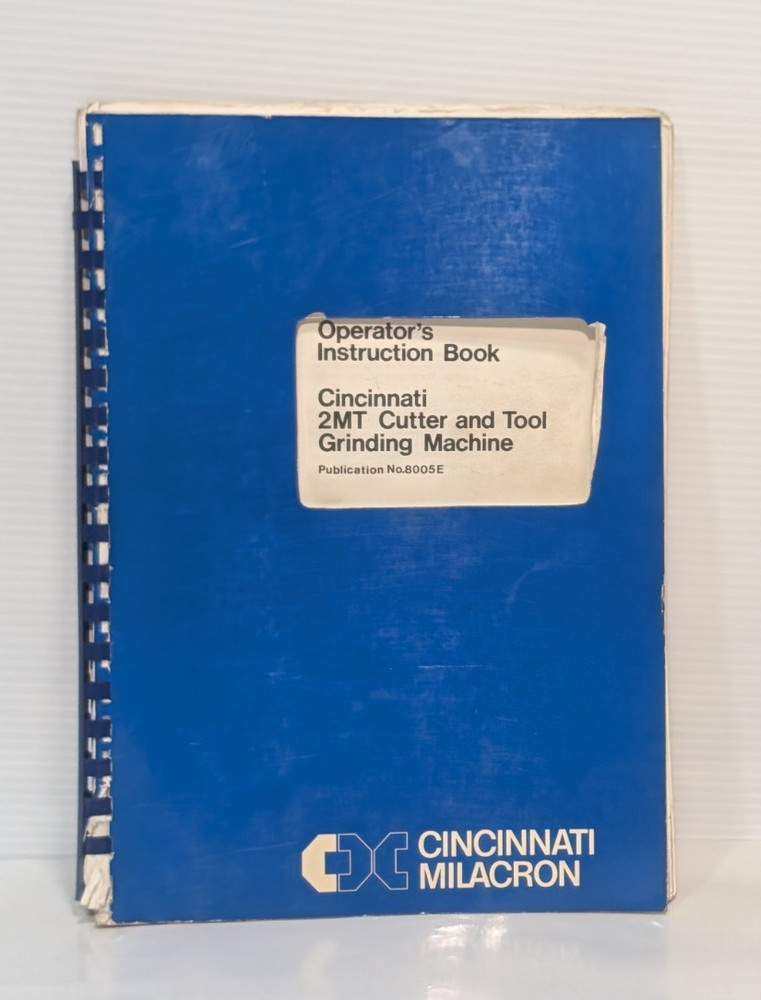 Operator's
Instruction Book
Cincinnati
2MT Cutter and Tool
Grinding Machine
Publication No.8005E
CINCINNATI
MILACRON